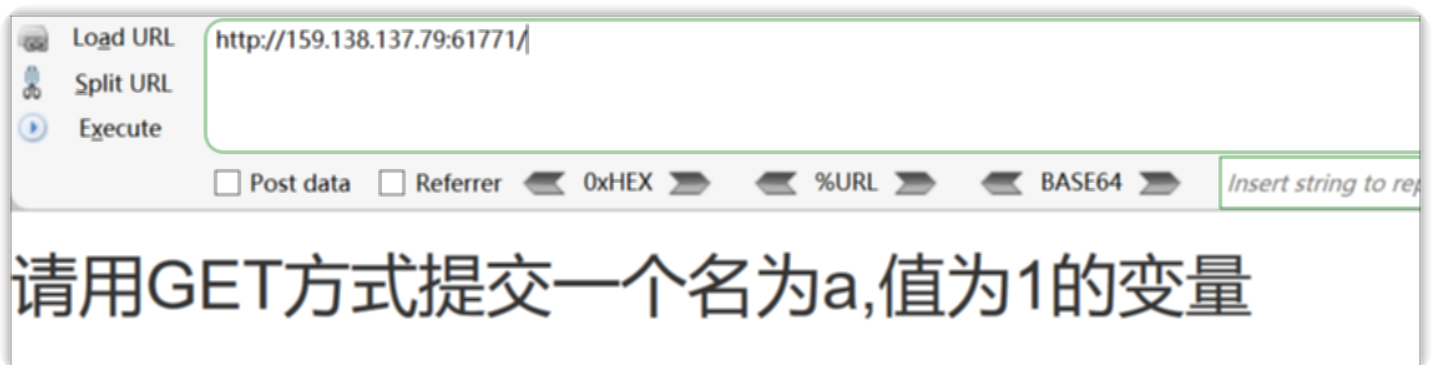 Load URL
http://159.138.137.79:61771/
Split URL
Execute
Post data Referrer 0xHEX %URL BASE64 Insert string to rep
请用GET方式提交一个名为a,值为1的变量